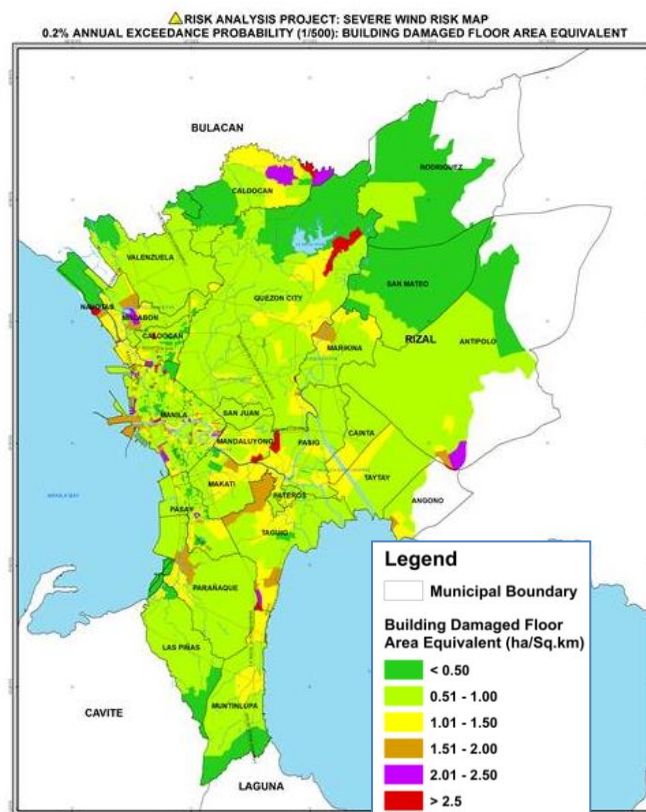 RISK ANALYSIS PROJECT: SEVERE WIND RISK MAP
0.2% ANNUAL EXCEEDANCE PROBABILITY (1/500): BUILDING DAMAGED FLOOR AREA EQUIVALENT
BULACAN
RODRIGUEZ
CALOOCAN
VALENZUELA
QUEZON CITY
SAN MATEO
NAVOTAS
MALABON
CALOOCAN
MARIKINA
RIZAL
ANTIPOLO
MANILA
SAN JUAN
MANDALUYONG
PASIG
CAINTA
MAKATI
TAYTAY
PATEROS
ANGONO
PASAY
MANILA BAY
TAGUIG
PARAÑAQUE
LAS PIÑAS
MUNTINLUPA
CAVITE
LAGUNA
Legend
Municipal Boundary
Building Damaged Floor
Area Equivalent (ha/Sq.km)
< 0.50
0.51 - 1.00
1.01 - 1.50
1.51 - 2.00
2.01 - 2.50
> 2.5